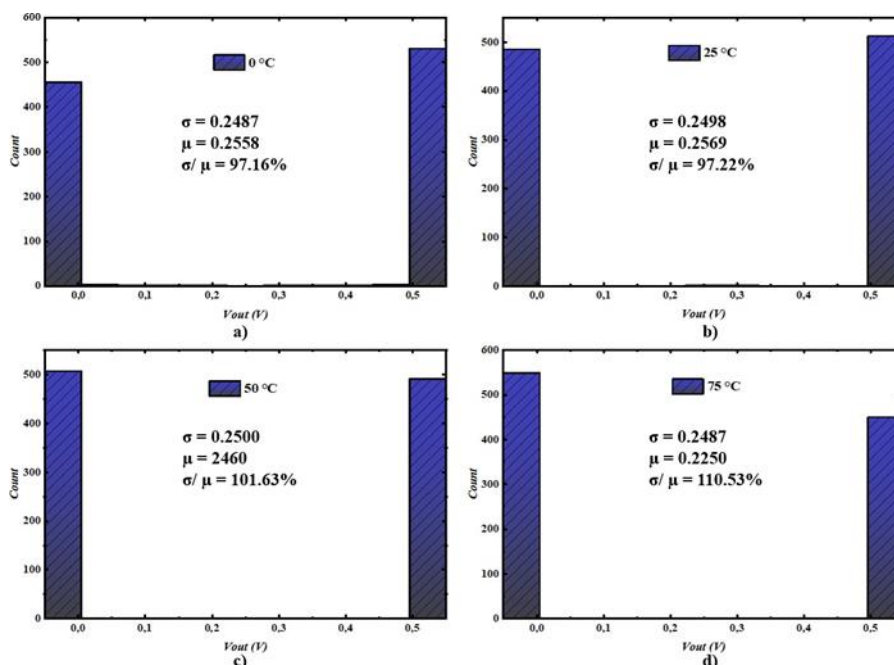 600
500
400
300
200
100
0
Count
0 °C
σ = 0.2487
μ = 0.2558
σ/ μ = 97.16%
0,0 0,1 0,2 0,3 0,4 0,5
Vout (V)
a)
500
400
300
200
100
0
Count
25 °C
σ = 0.2498
μ = 0.2569
σ/ μ = 97.22%
0,0 0,1 0,2 0,3 0,4 0,5
Vout (V)
b)
500
400
300
200
100
0
Count
50 °C
σ = 0.2500
μ = 2460
σ/ μ = 101.63%
0,0 0,1 0,2 0,3 0,4 0,5
Vout (V)
c)
600
500
400
300
200
100
0
Count
75 °C
σ = 0.2487
μ = 0.2250
σ/ μ = 110.53%
0,0 0,1 0,2 0,3 0,4 0,5
Vout (V)
d)